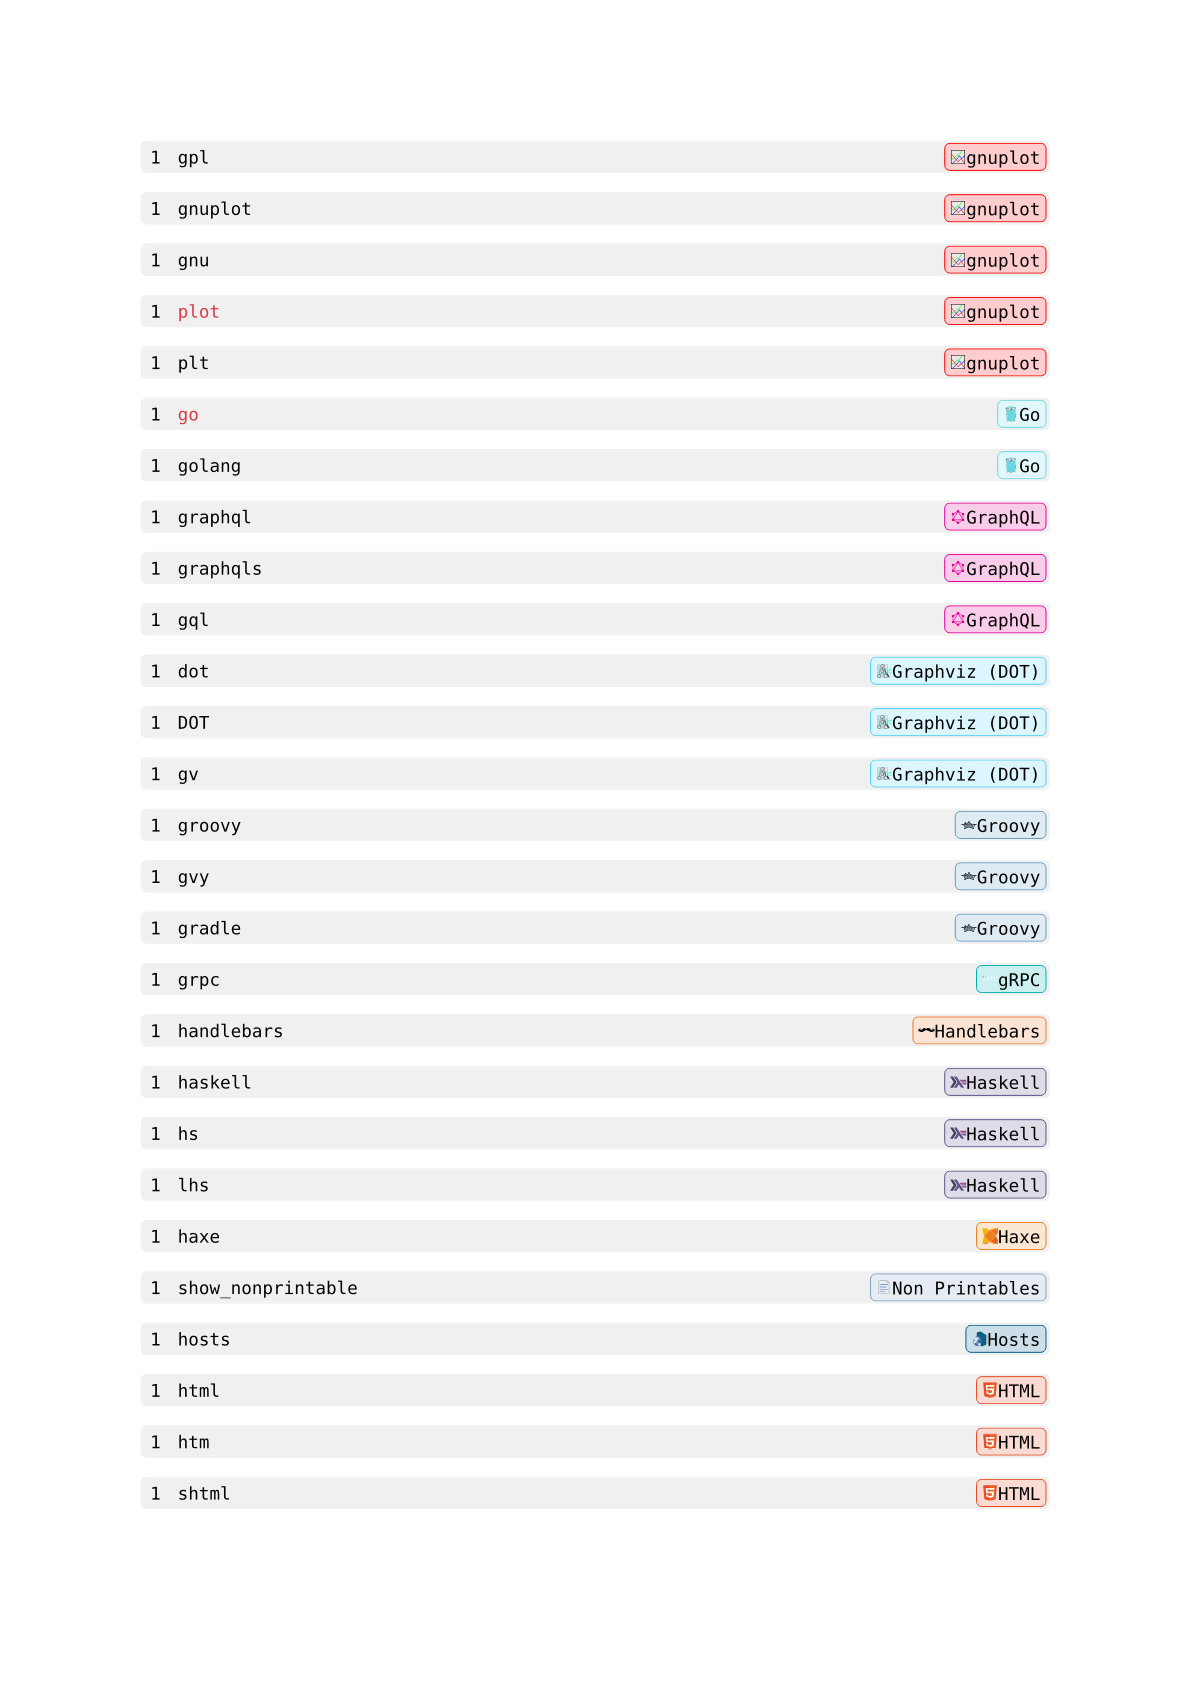 1 gpl gnuplot
1 gnuplot gnuplot
1 gnu gnuplot
1 plot gnuplot
1 plt gnuplot
1 go Go
1 golang Go
1 graphql GraphQL
1 graphqls GraphQL
1 gql GraphQL
1 dot Graphviz (DOT)
1 DOT Graphviz (DOT)
1 gv Graphviz (DOT)
1 groovy Groovy
1 gvy Groovy
1 gradle Groovy
1 grpc gRPC
1 handlebars Handlebars
1 haskell Haskell
1 hs Haskell
1 lhs Haskell
1 haxe Haxe
1 show_nonprintable Non Printables
1 hosts Hosts
1 html HTML
1 htm HTML
1 shtml HTML